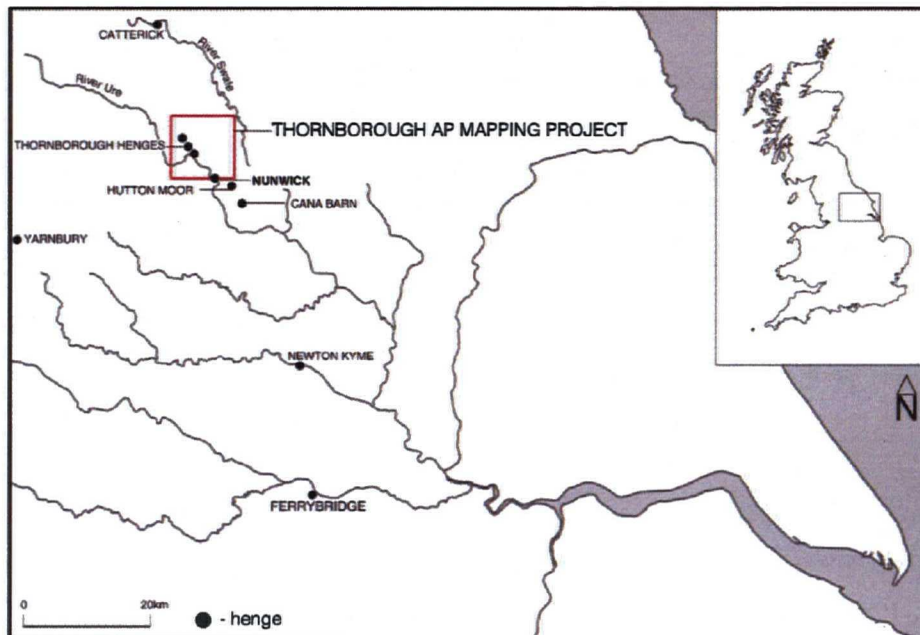 CATTERICK
River Swale
River Ure
THORNBOROUGH AP MAPPING PROJECT
THORNBOROUGH HENGES
NUNWICK
HUTTON MOOR
CANA BARN
YARNBURY
NEWTON KYME
N
FERRYBRIDGE
0 20km
- henge